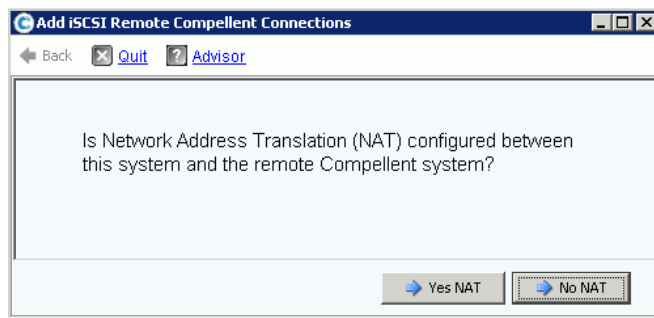 Add iSCSI Remote Compellent Connections
Back Quit Advisor
Is Network Address Translation (NAT) configured between
this system and the remote Compellent system?
Yes NAT No NAT